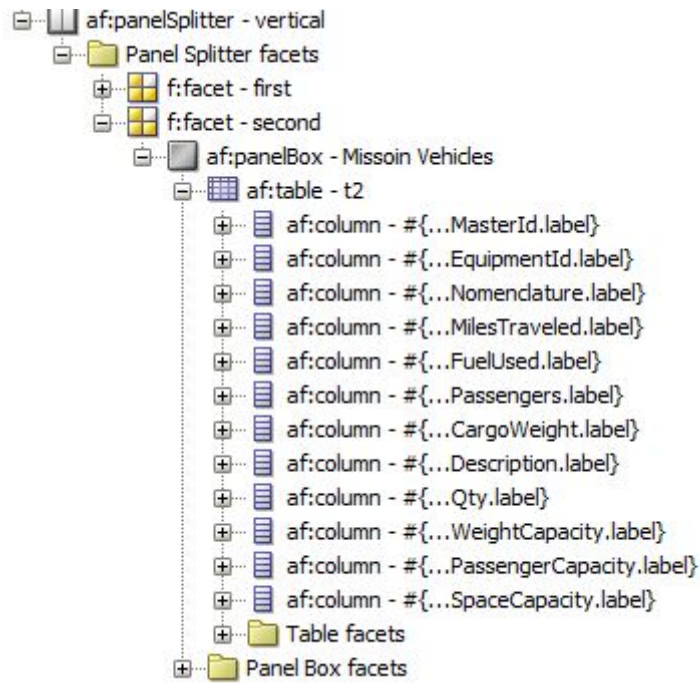 af:panelSplitter - vertical
Panel Splitter facets
f:facet - first
f:facet - second
af:panelBox - Missoin Vehicles
af:table - t2
af:column - #{...MasterId.label}
af:column - #{...EquipmentId.label}
af:column - #{...Nomenclature.label}
af:column - #{...MilesTraveled.label}
af:column - #{...FuelUsed.label}
af:column - #{...Passengers.label}
af:column - #{...CargoWeight.label}
af:column - #{...Description.label}
af:column - #{...Qty.label}
af:column - #{...WeightCapacity.label}
af:column - #{...PassengerCapacity.label}
af:column - #{...SpaceCapacity.label}
Table facets
Panel Box facets